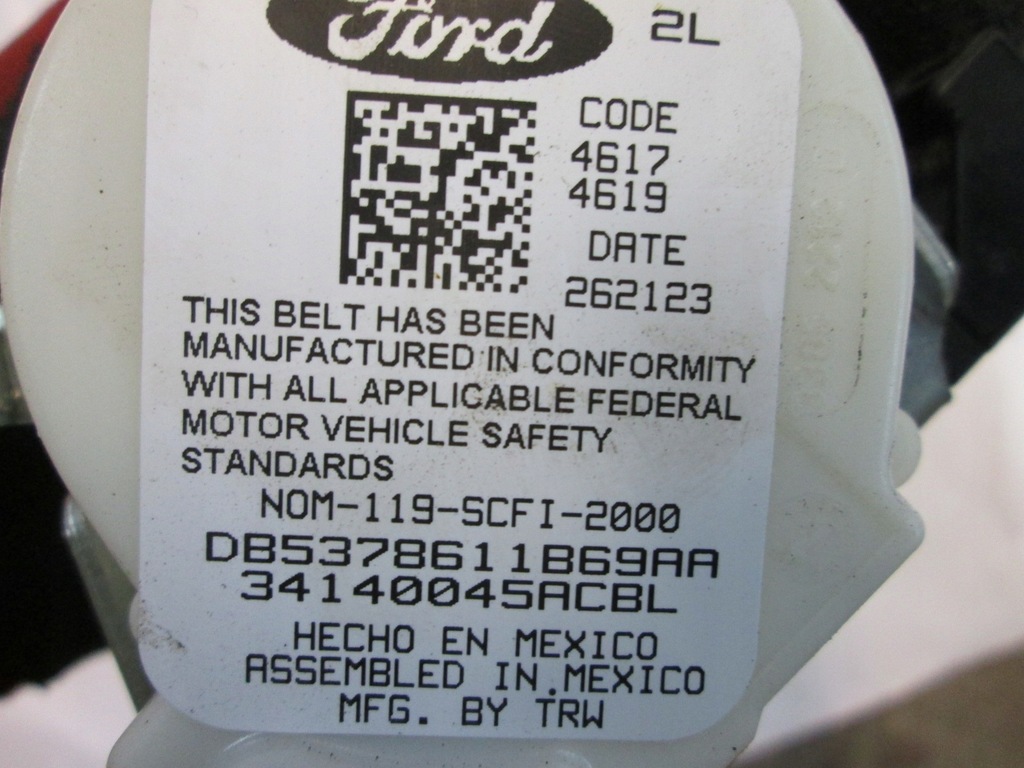 Ford 2L
CODE
4617
4619
DATE
262123
THIS BELT HAS BEEN
MANUFACTURED IN CONFORMITY
WITH ALL APPLICABLE FEDERAL
MOTOR VEHICLE SAFETY
STANDARDS
NOM-119-SCFI-2000
DB5378611B69AA
34140045ACBL
HECHO EN MEXICO
ASSEMBLED IN.MEXICO
MFG. BY TRW